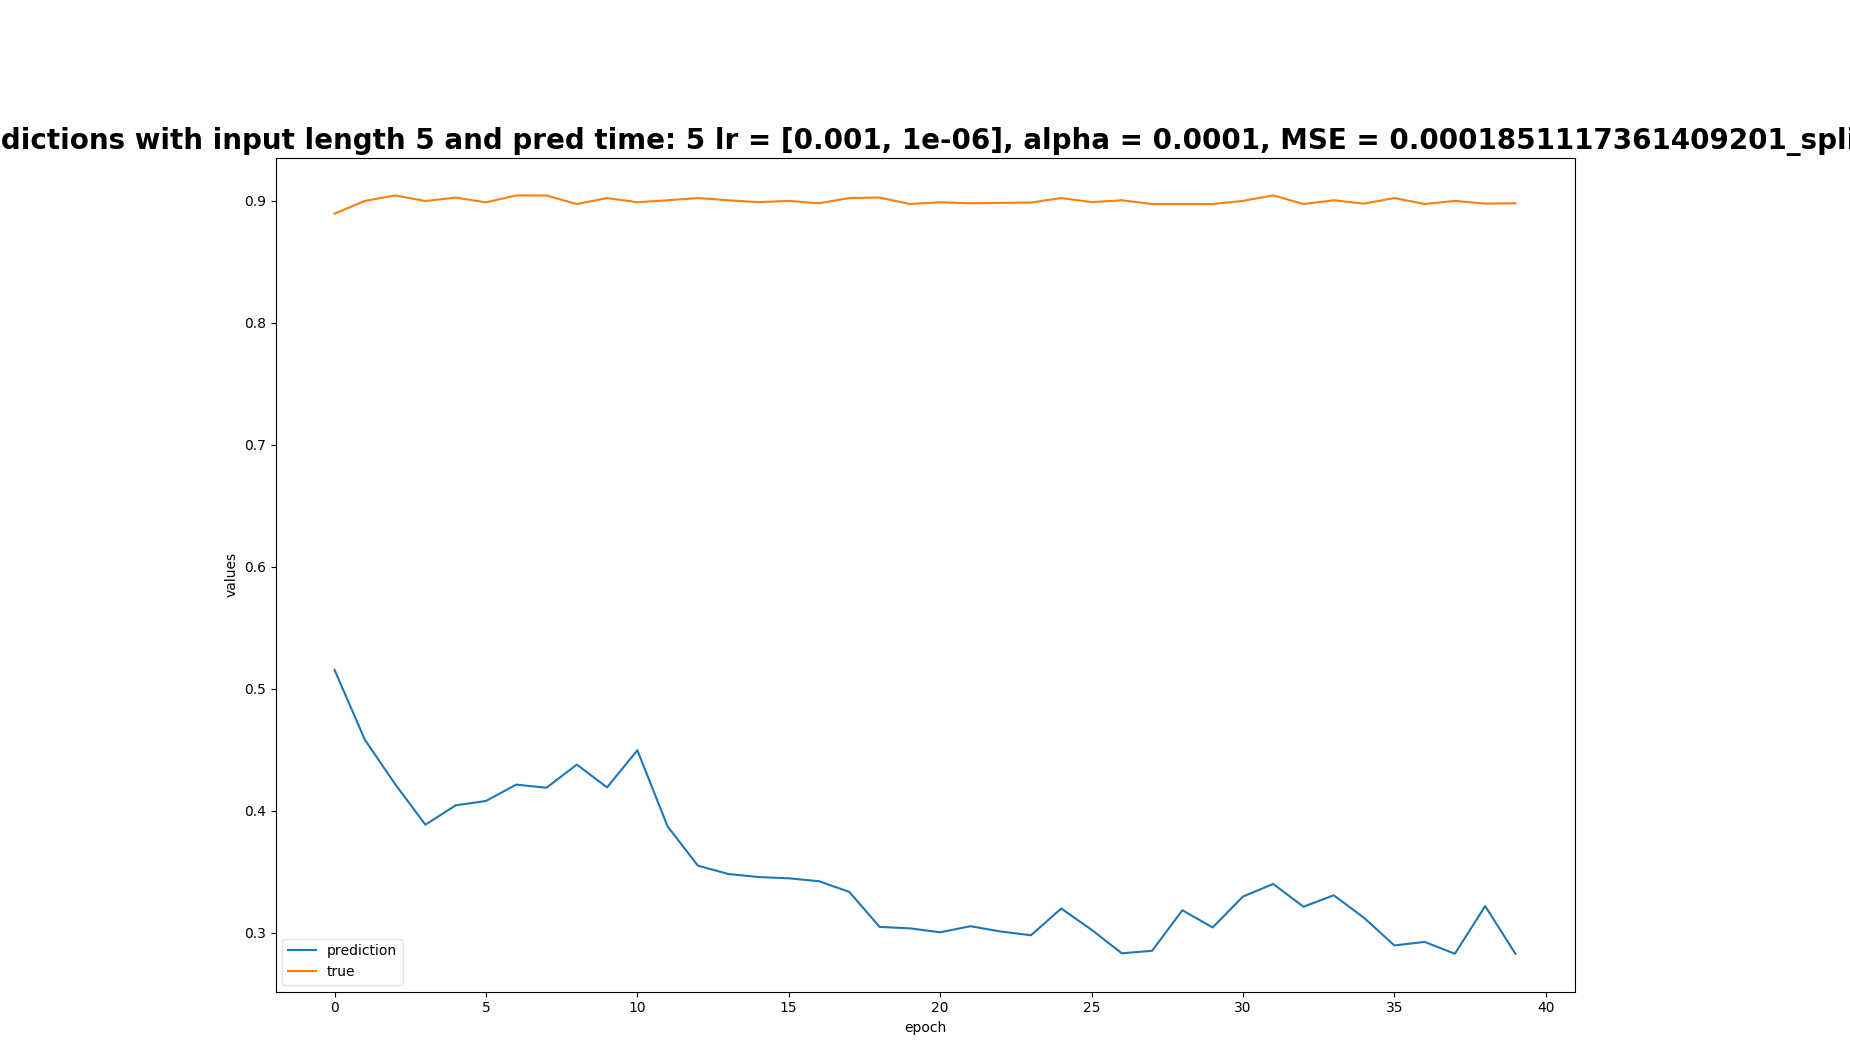 dictions with input length 5 and pred time: 5 lr = [0.001, 1e-06], alpha = 0.0001, MSE = 0.0001851117361409201_spli
0.9
0.8
0.7
0.6
0.5
0.4
0.3
values
prediction
true
0 5 10 15 20 25 30 35 40
epoch